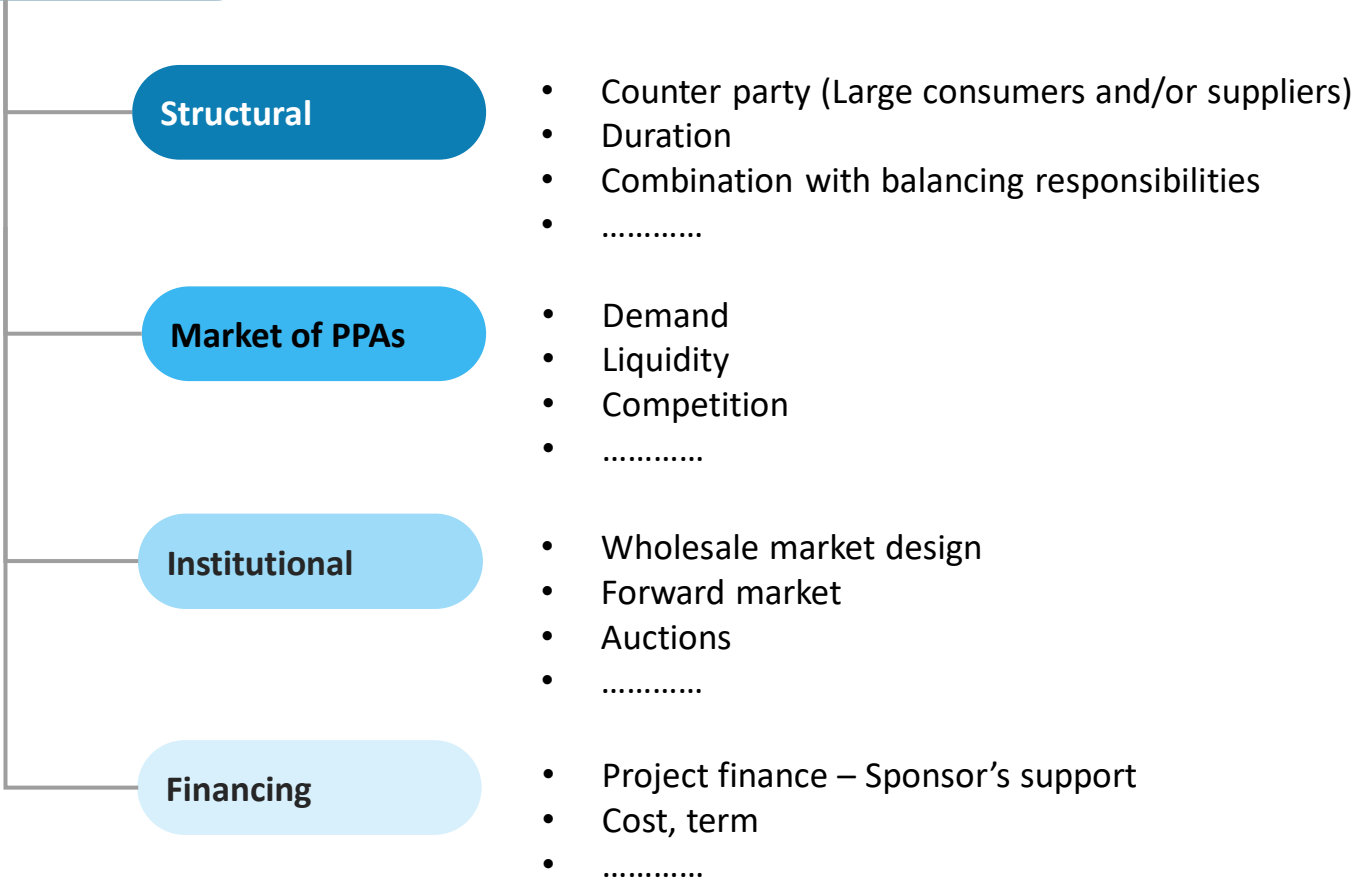 Structural
• Counter party (Large consumers and/or suppliers)
• Duration
• Combination with balancing responsibilities
• …………
Market of PPAs
• Demand
• Liquidity
• Competition
• …………
Institutional
• Wholesale market design
• Forward market
• Auctions
• …………
Financing
• Project finance – Sponsor’s support
• Cost, term
• …………